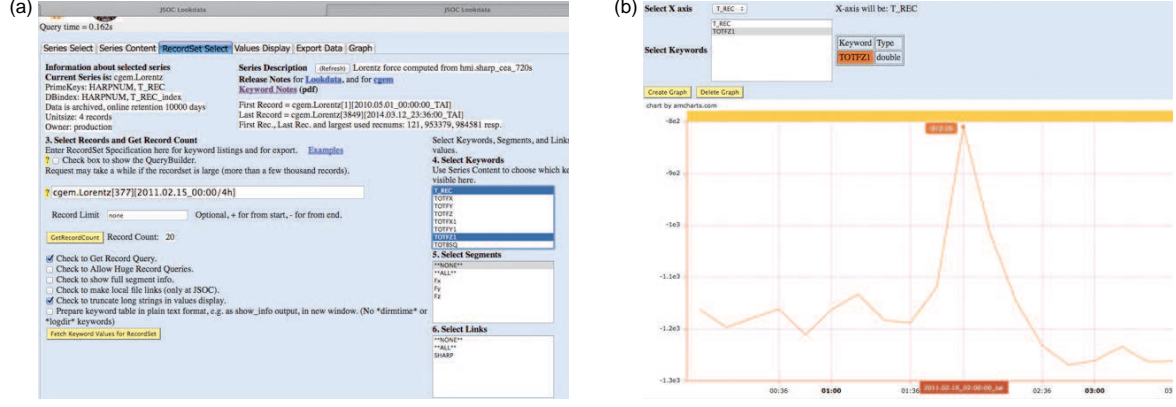 (a)
JSOC Lookdata
JSOC Lookdata
Query time = 0.162s
Series Select Series Content RecordSet Select Values Display Export Data Graph
Information about selected series
Current Series is: cgem.Lorentz
PrimeKeys: HARPNUM, T_REC
DBindex: HARPNUM, T_REC_index
Data is archived, online retention 10000 days
Unitsize: 4 records
Owner: production
Series Description (Refresh) Lorentz force computed from hmi.sharp_cea_720s
Release Notes for Lookdata, and for cgem
Keyword Notes (pdf)
First Record = cgem.Lorentz[1][2010.05.01_00:00:00_TAI]
Last Record = cgem.Lorentz[3849][2014.03.12_23:36:00_TAI]
First Rec., Last Rec. and largest used recnums: 121, 953379, 984581 resp.
3. Select Records and Get Record Count
Enter RecordSet Specification here for keyword listings and for export. Examples
? Check box to show the QueryBuilder.
Request may take a while if the recordset is large (more than a few thousand records).
? cgem.Lorentz[377][2011.02.15_00:00/4h]
Record Limit none Optional, + for from start, - for from end.
GetRecordCount Record Count: 20
Check to Get Record Query.
Check to Allow Huge Record Queries.
Check to show full segment info.
Check to make local file links (only at JSOC).
Check to truncate long strings in values display.
Prepare keyword table in plain text format, e.g. as show_info output, in new window. (No *dirmtime* or
*logdir* keywords)
Fetch Keyword Values for RecordSet
Select Keywords, Segments, and Link
values.
4. Select Keywords
Use Series Content to choose which ke
visible here.
T_REC
TOTFX
TOTFY
TOTFZ
TOTFX1
TOTFY1
TOTFZ1
TOTBSQ
5. Select Segments
**NONE**
**ALL**
Fx
Fy
Fz
6. Select Links
**NONE**
**ALL**
SHARP
(b)
Select X axis T_REC X-axis will be: T_REC
Select Keywords
T_REC
TOTFZ1
Keyword Type
TOTFZ1 double
Create Graph Delete Graph
chart by amcharts.com
-8e2
-9e2
-1e3
-1.1e3
-1.2e3
-1.3e3
00:36 01:00 01:36 2011.02.15_02:00:00_TAI 02:36 03:00 03